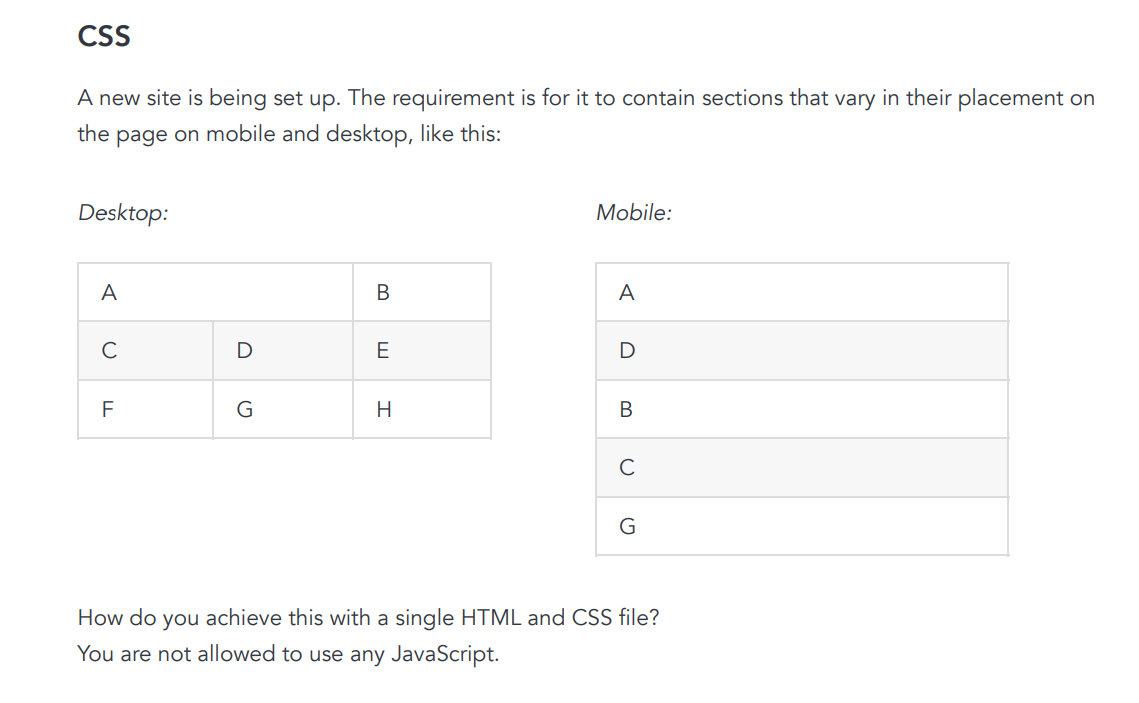 CSS
A new site is being set up. The requirement is for it to contain sections that vary in their placement on
the page on mobile and desktop, like this:
Desktop:
A B
C D E
F G H
Mobile:
A
D
B
C
G
How do you achieve this with a single HTML and CSS file?
You are not allowed to use any JavaScript.